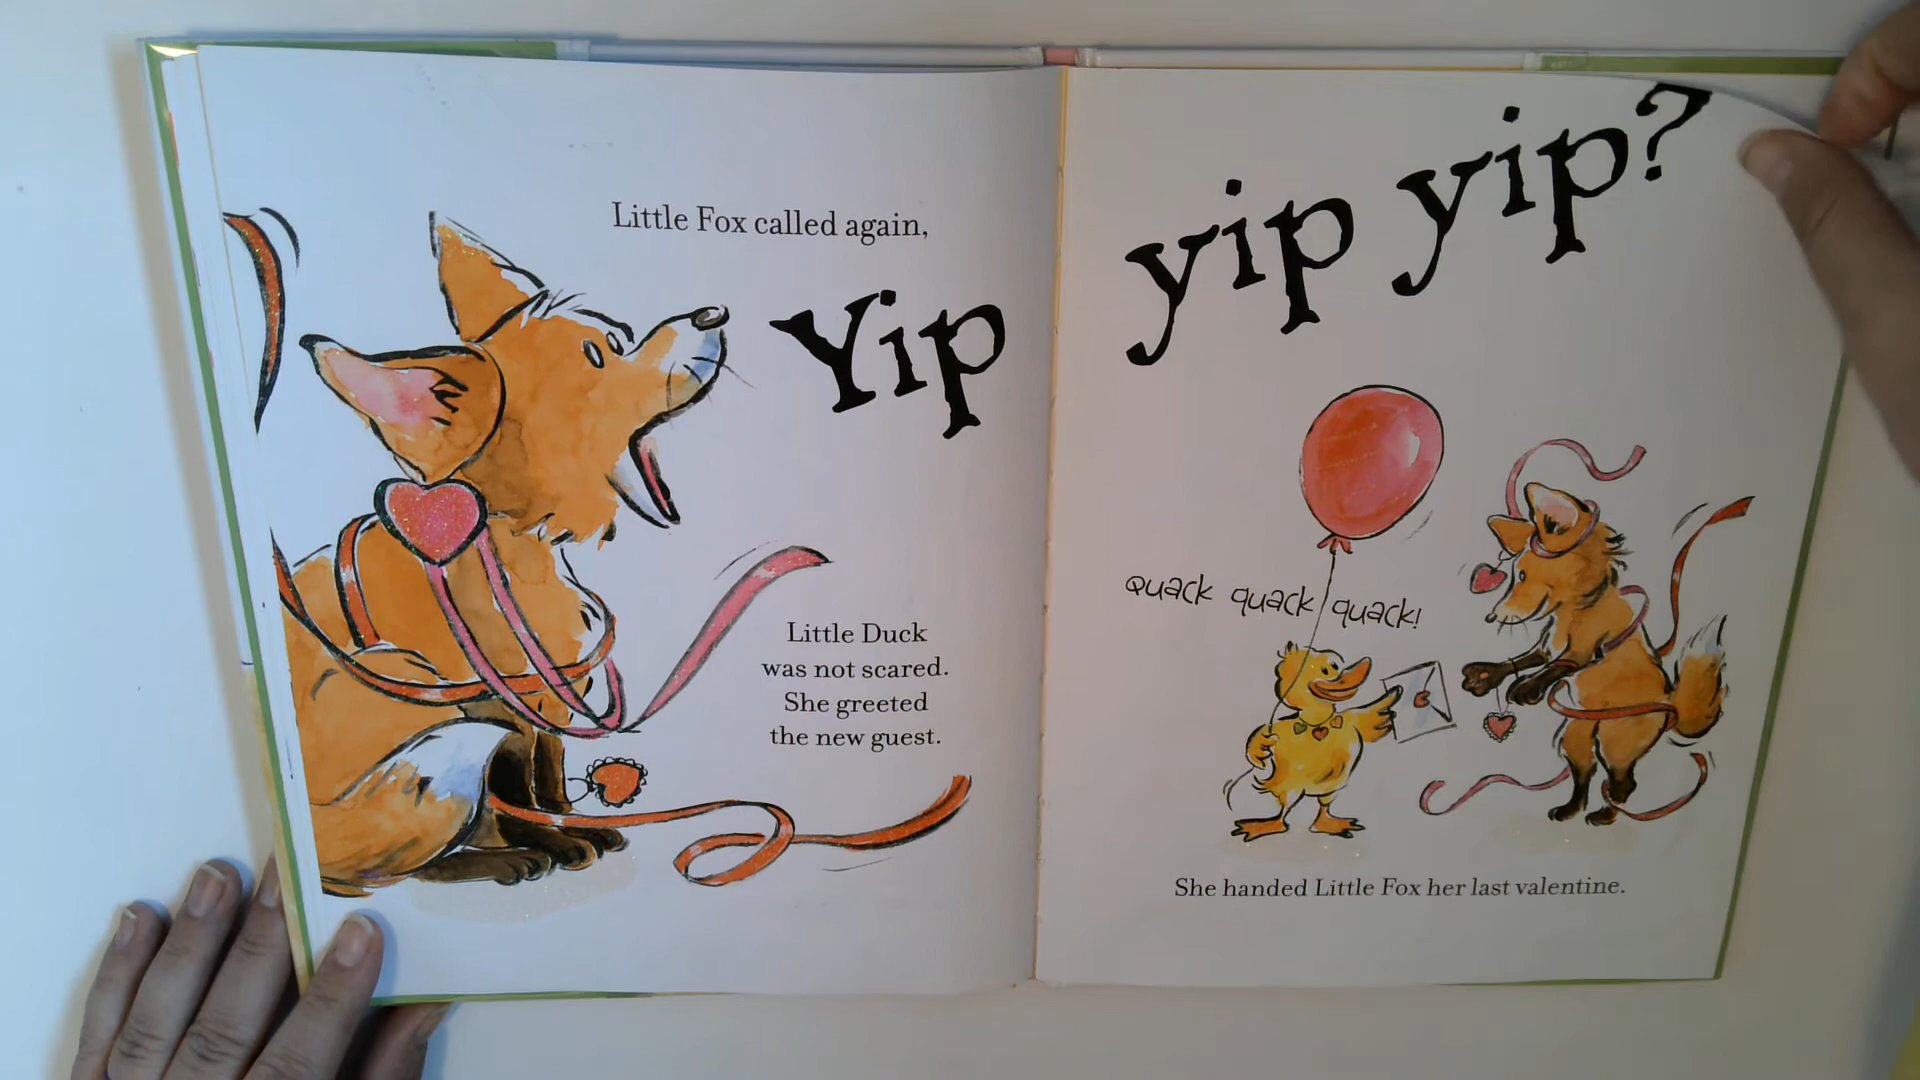 Little Fox called again,
Yip yip yip?
Little Duck
was not scared.
She greeted
the new guest.
Quack quack quack!
She handed Little Fox her last valentine.